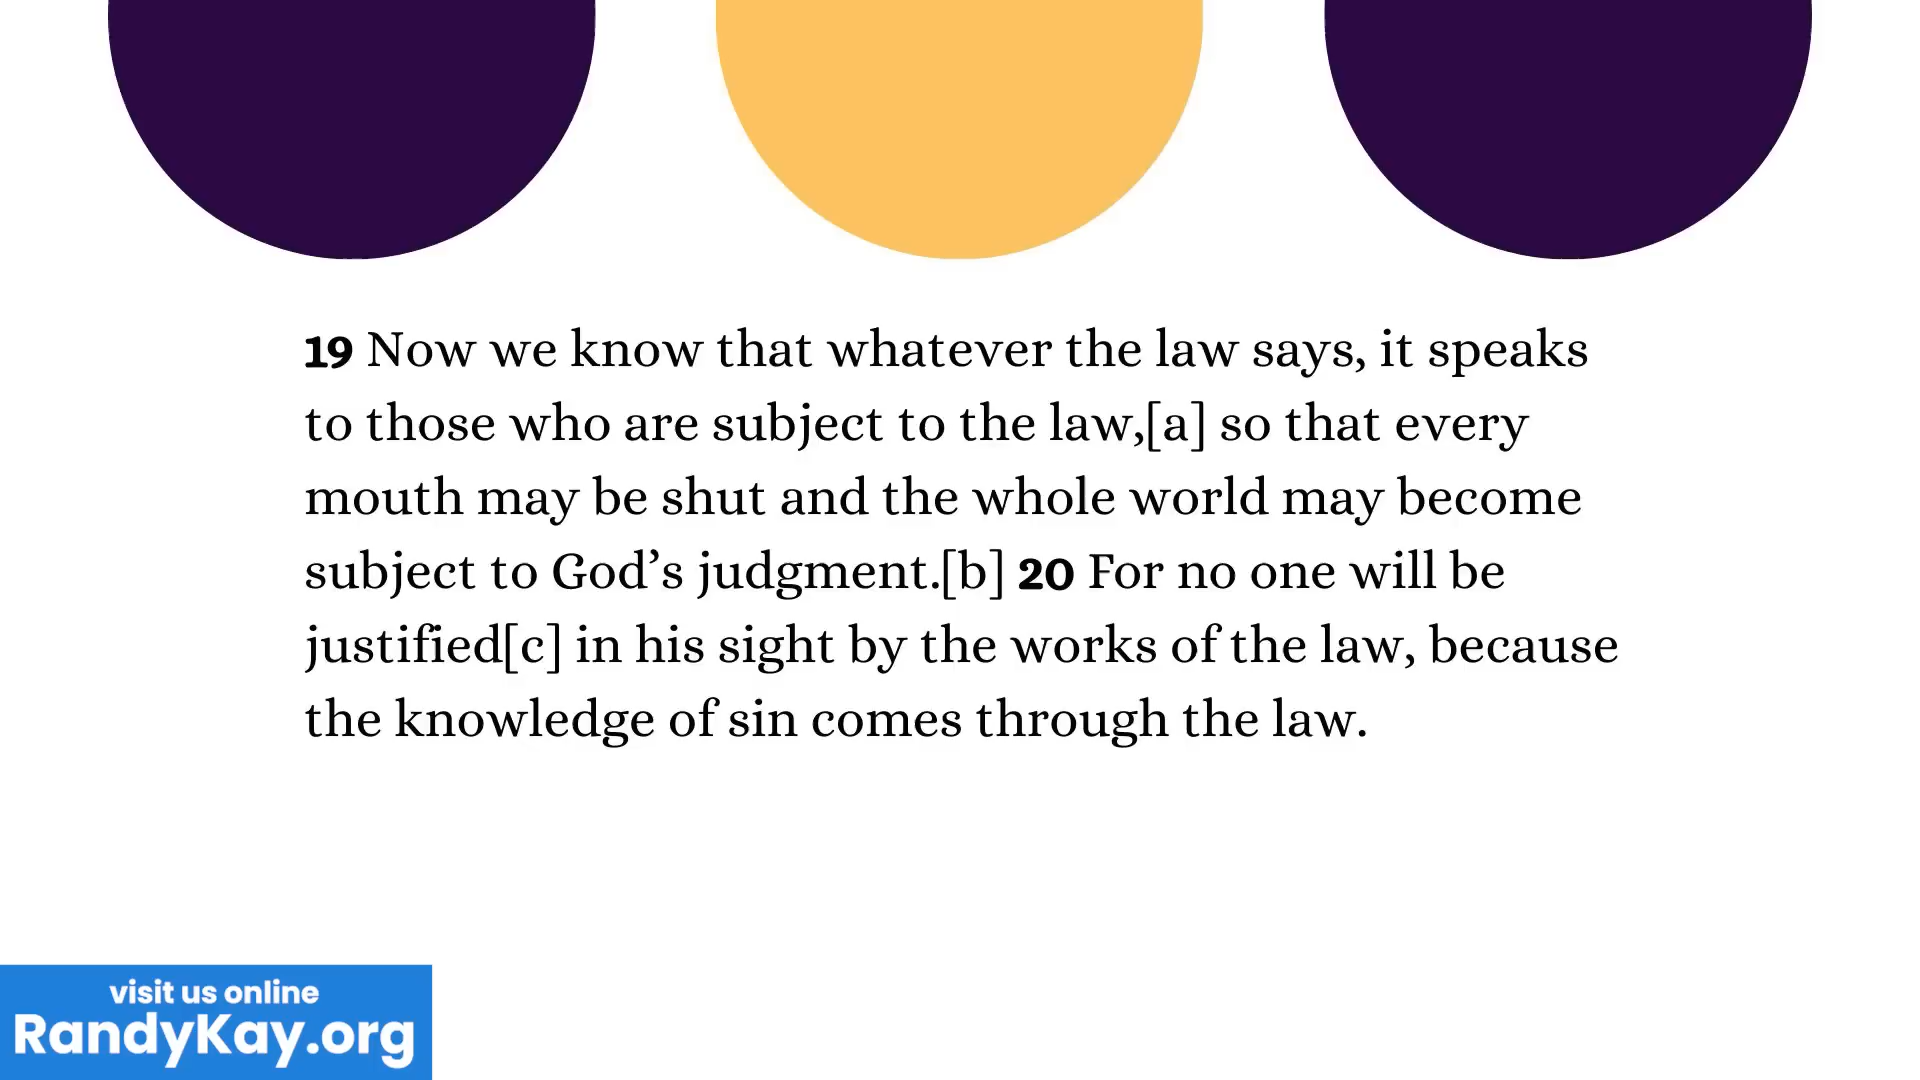 19 Now we know that whatever the law says, it speaks
to those who are subject to the law,[a] so that every
mouth may be shut and the whole world may become
subject to God’s judgment.[b] 20 For no one will be
justified[c] in his sight by the works of the law, because
the knowledge of sin comes through the law.
visit us online
RandyKay.org